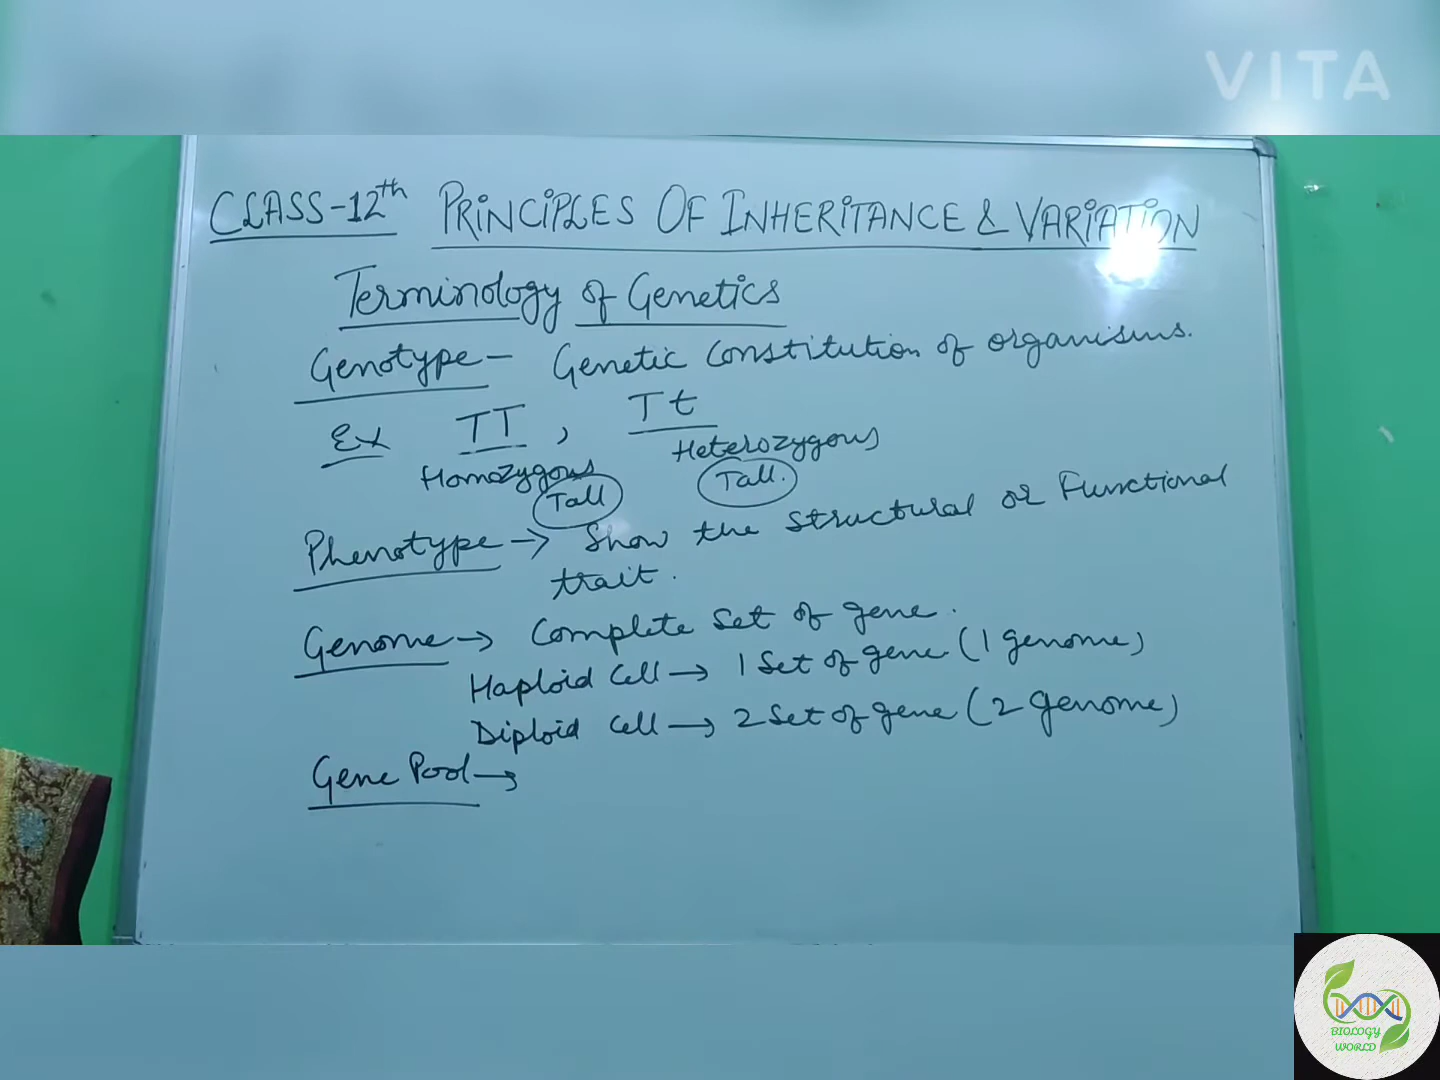 VITA
CLASS-12th PRINCIPLES OF INHERITANCE & VARIATION
Terminology of Genetics
Genotype - Genetic constitution of organisms.
Ex TT , Tt
Homozygous Heterozygous
Tall Tall.
Phenotype → Show the structural or Functional
trait.
Genome → Complete set of gene.
Haploid cell → 1 set of gene (1 genome)
Diploid cell → 2 set of gene (2 genome)
Gene Pool →
BIOLOGY
WORLD